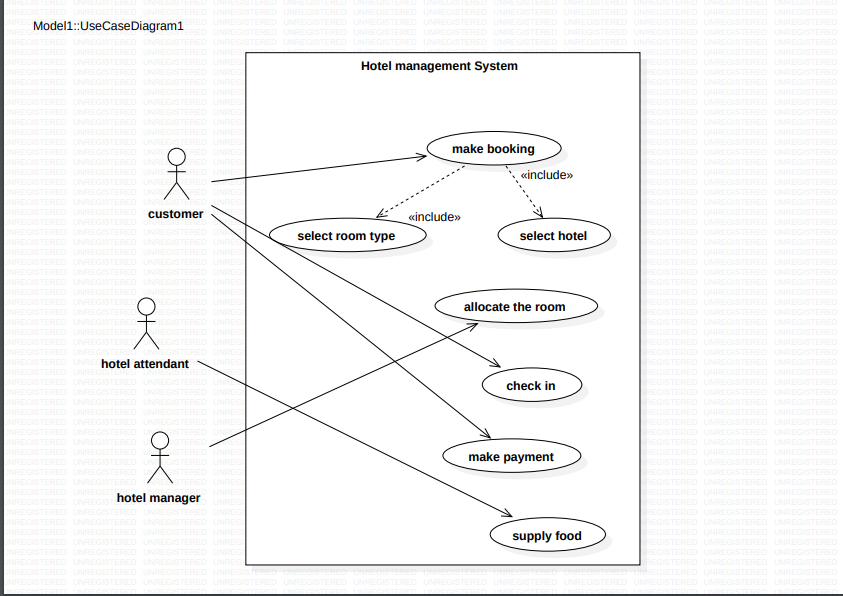 Model1::UseCaseDiagram1
Hotel management System
make booking
«include»
customer
«include»
select room type
select hotel
allocate the room
hotel attendant
check in
make payment
hotel manager
supply food
UNREGISTERED